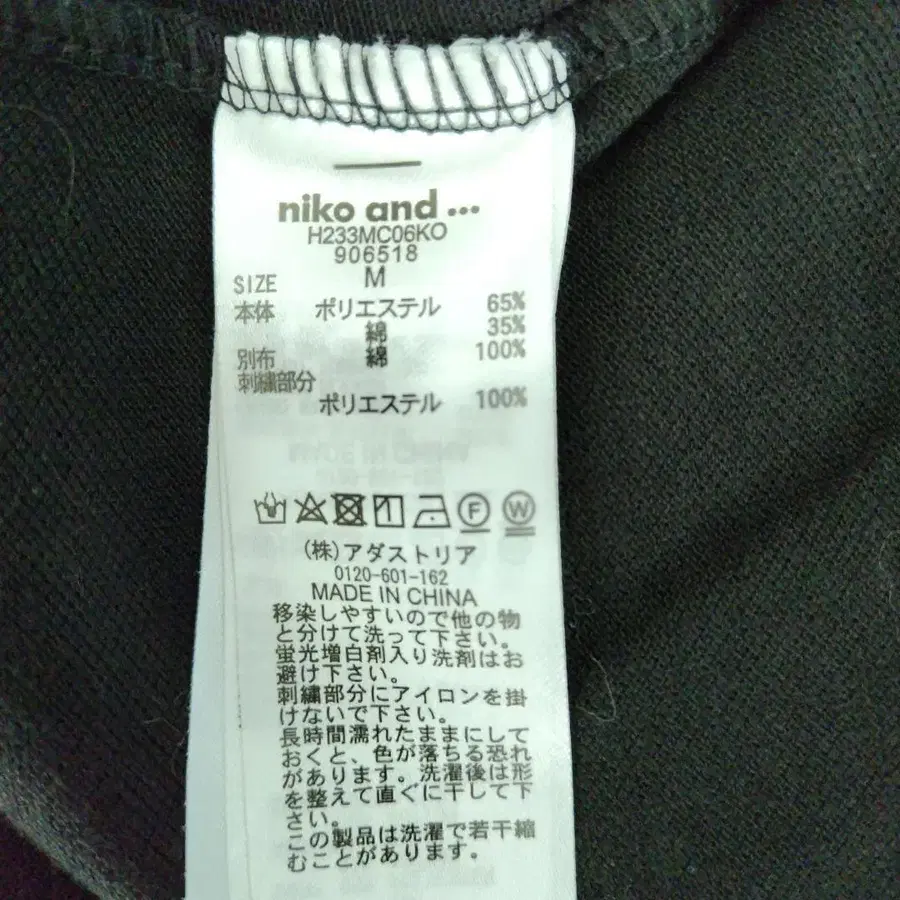 niko and ...
H233MC06KO
906518
SIZE M
本体 ポリエステル 65%
綿 35%
別布 綿 100%
刺繍部分
ポリエステル 100%
F W
(株)アダストリア
0120-601-162
MADE IN CHINA
移染しやすいので他の物
と分けて洗って下さい。
蛍光増白剤入り洗剤はお
避け下さい。
刺繍部分にアイロンを掛
けないで下さい。
長時間濡れたままにして
おくと、色が落ちる恐れ
があります。洗濯後は形
を整えて直ぐに干して下
さい。
この製品は洗濯で若干縮
むことがあります。